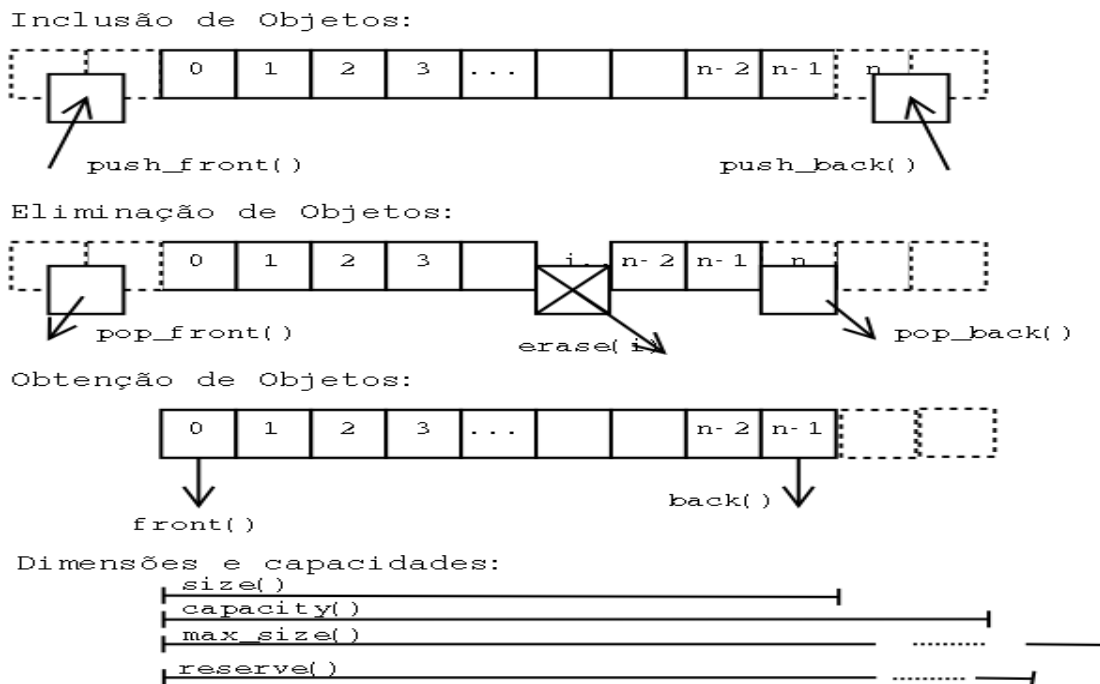 Inclusão de Objetos:
0 1 2 3 ... n-2 n-1 n
push_front() push_back()
Eliminação de Objetos:
0 1 2 3 i.. n-2 n-1 n
pop_front() erase(i) pop_back()
Obtenção de Objetos:
0 1 2 3 ... n-2 n-1
front() back()
Dimensões e capacidades:
size()
capacity()
max_size()
reserve()